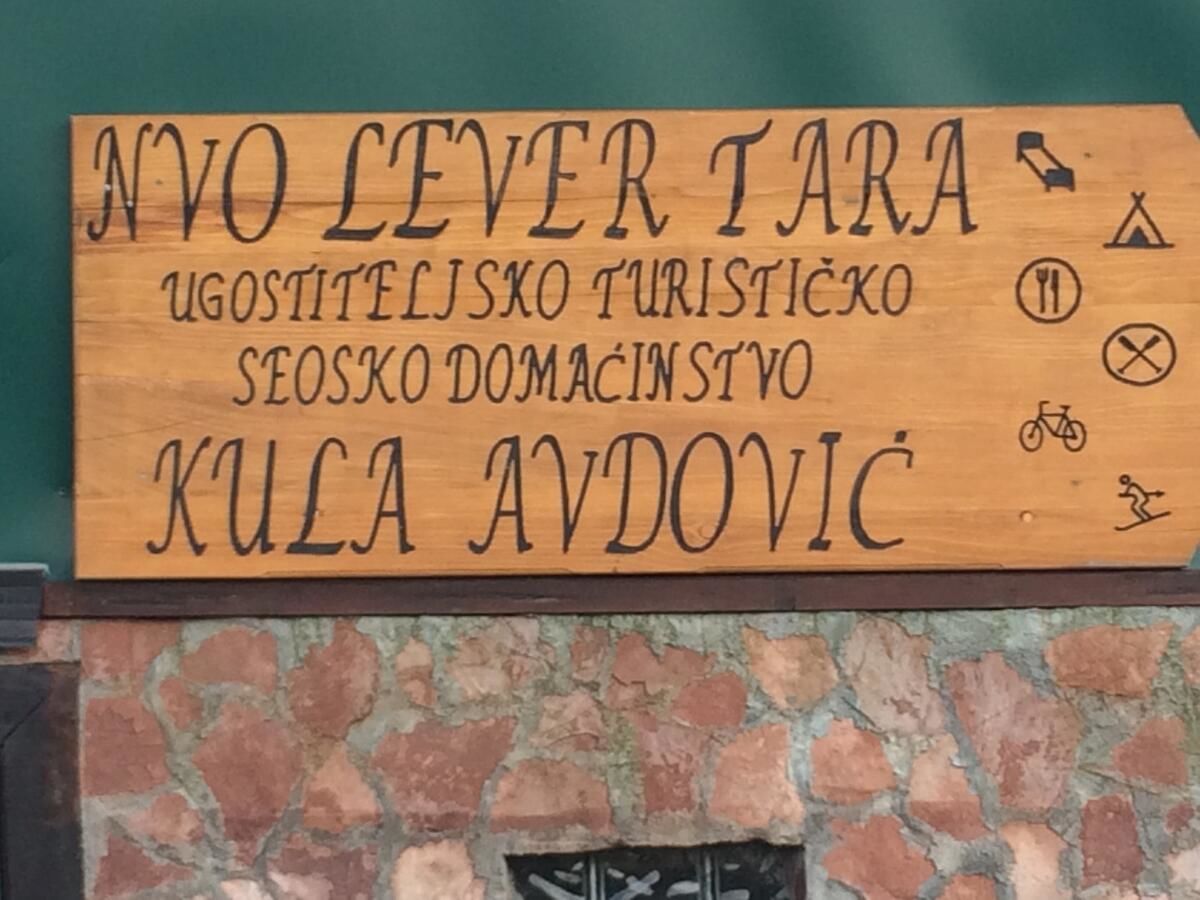 NVO LEVER TARA
UGOSTITELJSKO TURISTIČKO
SEOSKO DOMAĆINSTVO
KULA AVDOVIĆ